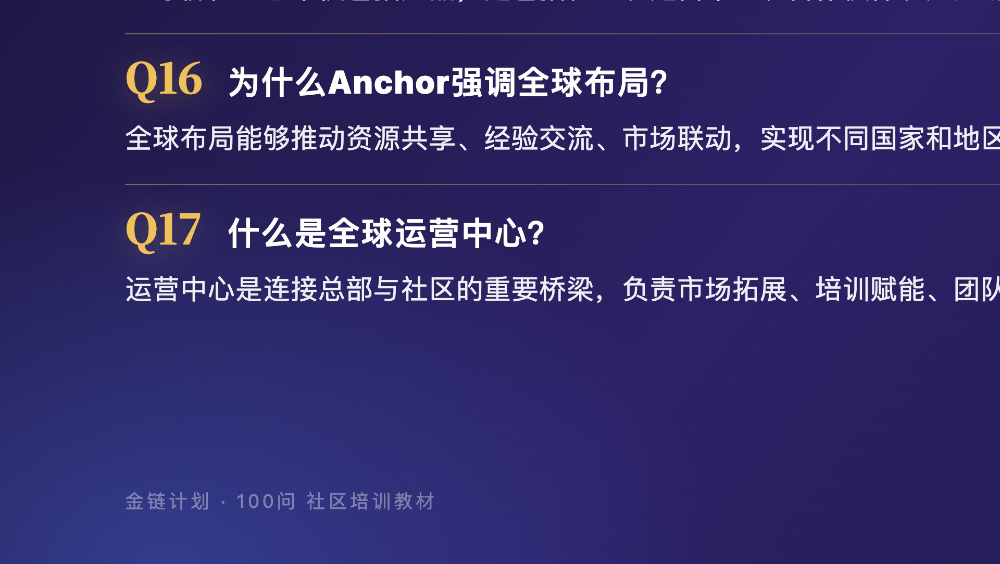 Q16 为什么Anchor强调全球布局?
全球布局能够推动资源共享、经验交流、市场联动，实现不同国家和地区
Q17 什么是全球运营中心?
运营中心是连接总部与社区的重要桥梁，负责市场拓展、培训赋能、团队
金链计划 · 100问 社区培训教材